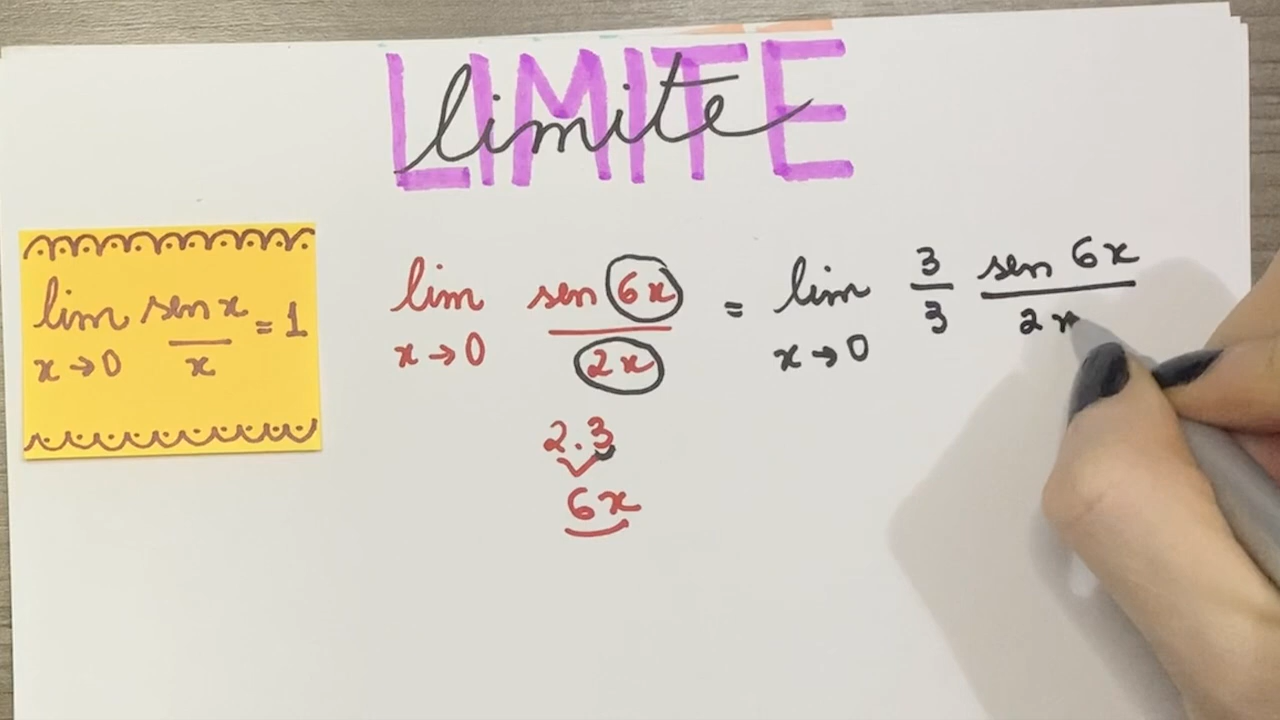 LIMITE
limite
lim sen x / x = 1
x → 0
lim sen 6x / 2x = lim 3/3 sen 6x / 2x
x → 0 x → 0
2 . 3
6x